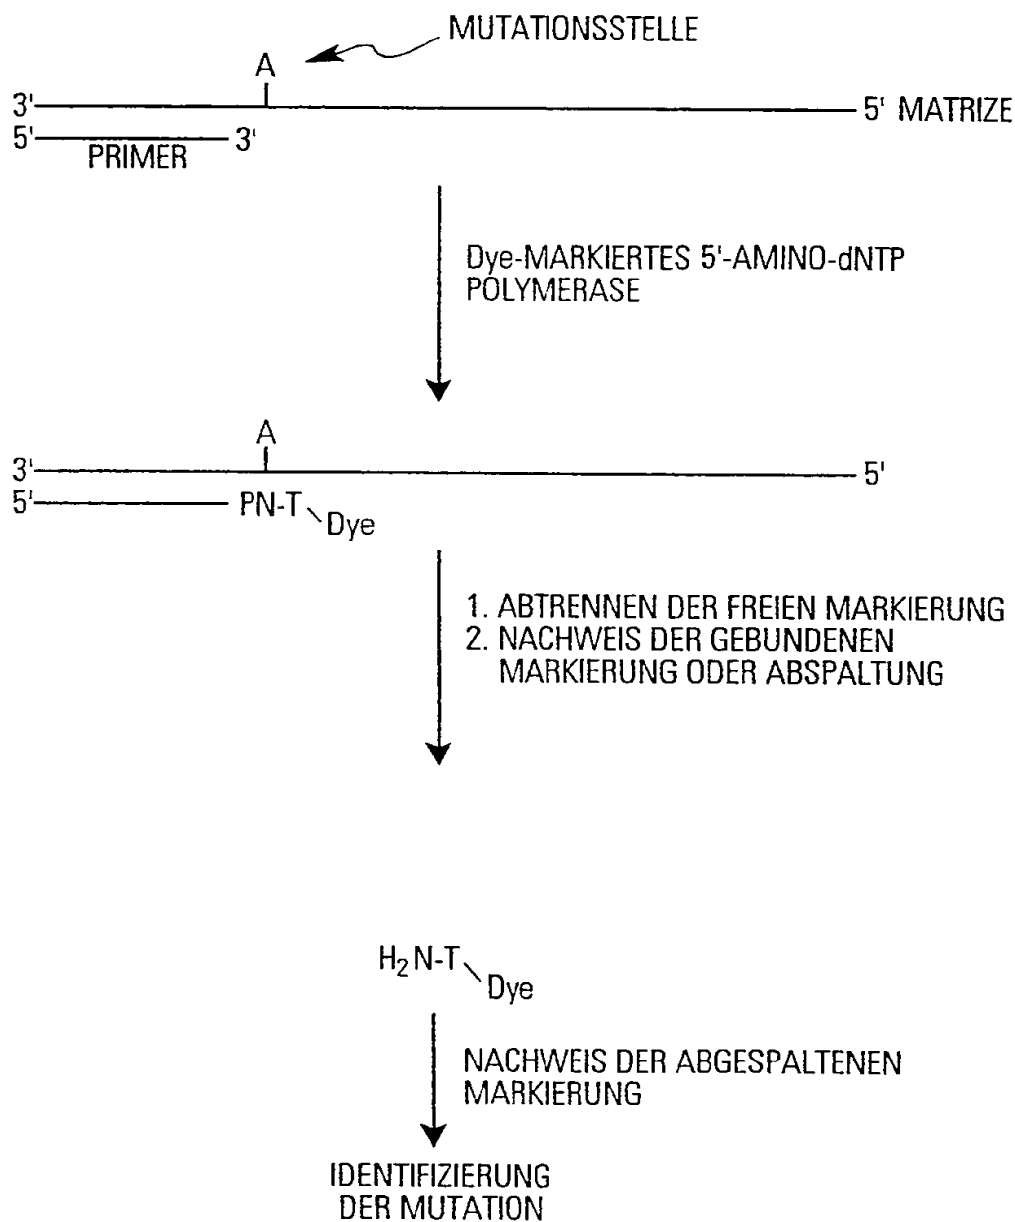 MUTATIONSSTELLE
A
3' 5' MATRIZE
5' 3'
PRIMER
Dye-MARKIERTES 5'-AMINO-dNTP
POLYMERASE
A
3' 5'
5' PN-T
Dye
1. ABTRENNEN DER FREIEN MARKIERUNG
2. NACHWEIS DER GEBUNDENEN
MARKIERUNG ODER ABSPALTUNG
H₂N-T
Dye
NACHWEIS DER ABGESPALTENEN
MARKIERUNG
IDENTIFIZIERUNG
DER MUTATION